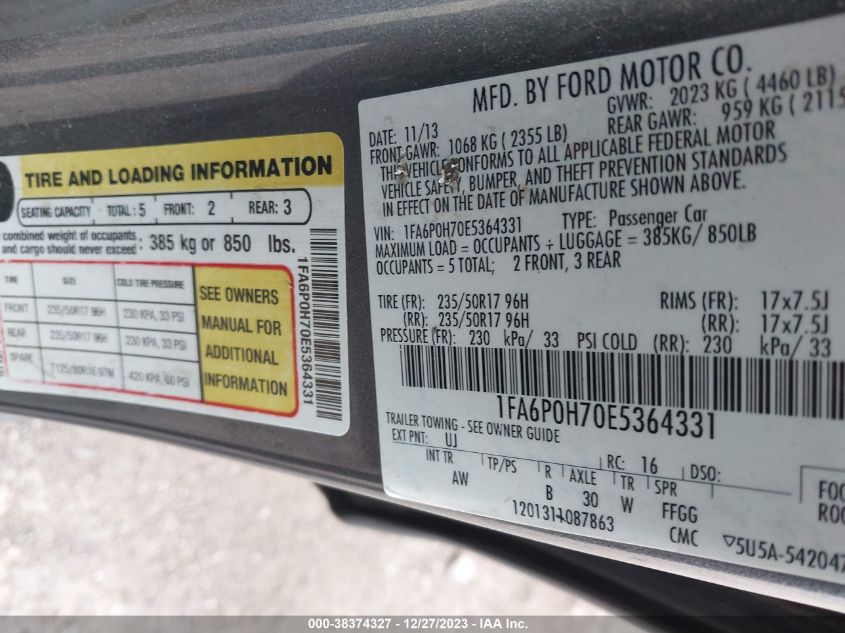 TIRE AND LOADING INFORMATION
SEATING CAPACITY TOTAL: 5 FRONT: 2 REAR: 3
combined weight of occupants
and cargo should never exceed : 385 kg or 850 lbs.
TIRE SIZE COLD TIRE PRESSURE
FRONT 235/50R17 96H 230 KPA, 33 PSI
REAR 235/50R17 96H 230 KPA, 33 PSI
SPARE T125/80R16 97M 420 KPA, 60 PSI
SEE OWNERS
MANUAL FOR
ADDITIONAL
INFORMATION
1FA6P0H70E5364331
MFD. BY FORD MOTOR CO.
DATE: 11/13 GVWR: 2023 KG ( 4460 LB)
FRONT GAWR: 1068 KG ( 2355 LB) REAR GAWR: 959 KG ( 2115
THE VEHICLE CONFORMS TO ALL APPLICABLE FEDERAL MOTOR
VEHICLE SAFETY, BUMPER, AND THEFT PREVENTION STANDARDS
IN EFFECT ON THE DATE OF MANUFACTURE SHOWN ABOVE.
VIN: 1FA6P0H70E5364331 TYPE: Passenger Car
MAXIMUM LOAD = OCCUPANTS + LUGGAGE = 385KG/ 850LB
OCCUPANTS = 5 TOTAL; 2 FRONT, 3 REAR
TIRE (FR): 235/50R17 96H RIMS (FR): 17x7.5J
(RR): 235/50R17 96H (RR): 17x7.5J
PRESSURE (FR): 230 kPa/ 33 PSI COLD (RR): 230 kPa/ 33
1FA6P0H70E5364331
TRAILER TOWING - SEE OWNER GUIDE
EXT PNT: UJ RC: 16 DSO:
INT TR TP/PS R AXLE TR SPR
AW B 30 W FFGG
1201311087863 CMC
▽5U5A-542047
000-38374327 - 12/27/2023 - IAA Inc.